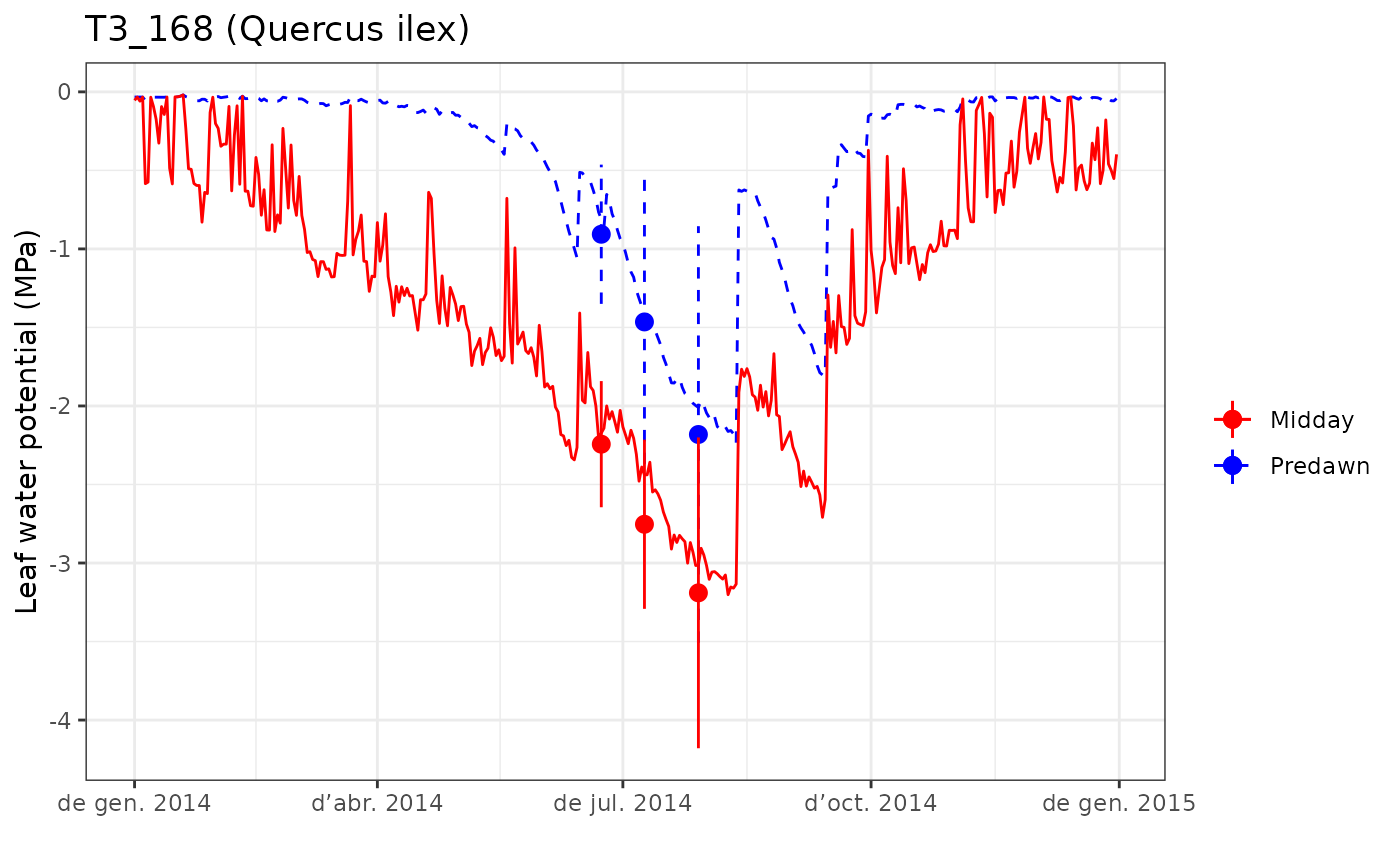 T3_168 (Quercus ilex)
Leaf water potential (MPa)
0
-1
-2
-3
-4
de gen. 2014
d’abr. 2014
de jul. 2014
d’oct. 2014
de gen. 2015
Midday
Predawn